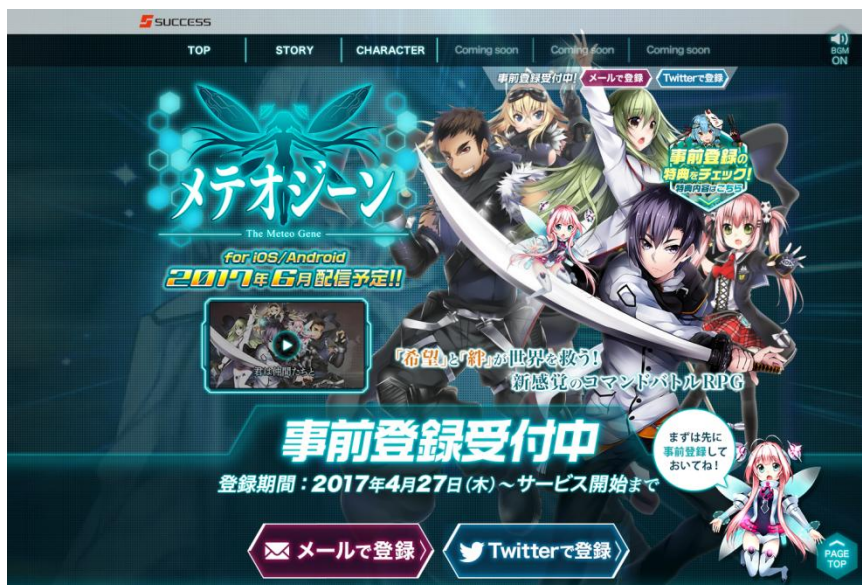 SUCCESS
TOP
STORY
CHARACTER
Coming soon
Coming soon
Coming soon
BGM
ON
事前登録受付中!
メールで登録
Twitterで登録
事前登録の
特典をチェック!
特典内容はこちら
メテオジーン
The Meteo Gene
for iOS/Android
2017年6月配信予定!!
君は仲間たちと
「希望」と「絆」が世界を救う!
新感覚のコマンドバトルRPG
事前登録受付中
登録期間:2017年4月27日(木)~サービス開始まで
まずは先に
事前登録して
おいてね!
メールで登録
Twitterで登録
PAGE
TOP